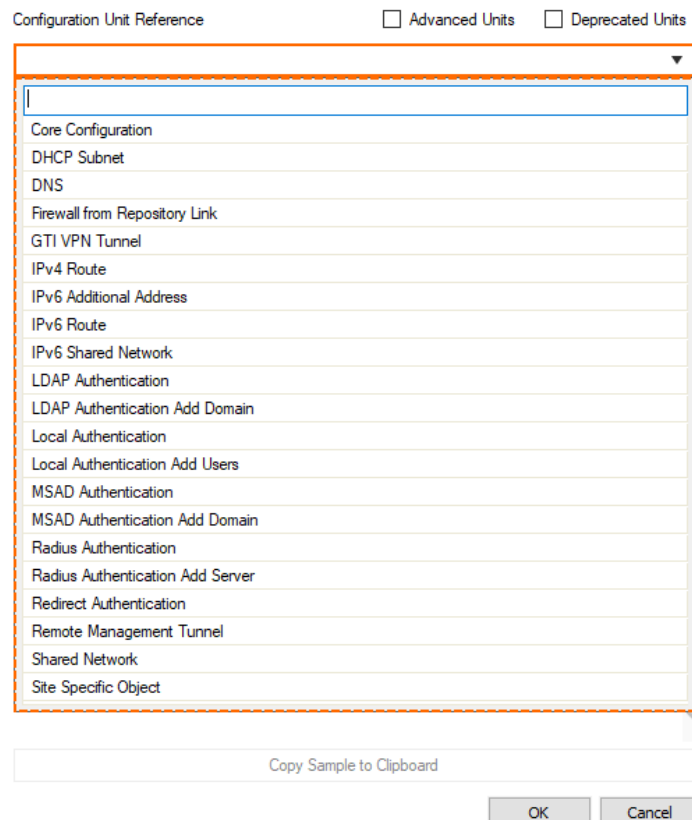 Configuration Unit Reference Advanced Units Deprecated Units
Core Configuration
DHCP Subnet
DNS
Firewall from Repository Link
GTI VPN Tunnel
IPv4 Route
IPv6 Additional Address
IPv6 Route
IPv6 Shared Network
LDAP Authentication
LDAP Authentication Add Domain
Local Authentication
Local Authentication Add Users
MSAD Authentication
MSAD Authentication Add Domain
Radius Authentication
Radius Authentication Add Server
Redirect Authentication
Remote Management Tunnel
Shared Network
Site Specific Object
Copy Sample to Clipboard
OK Cancel